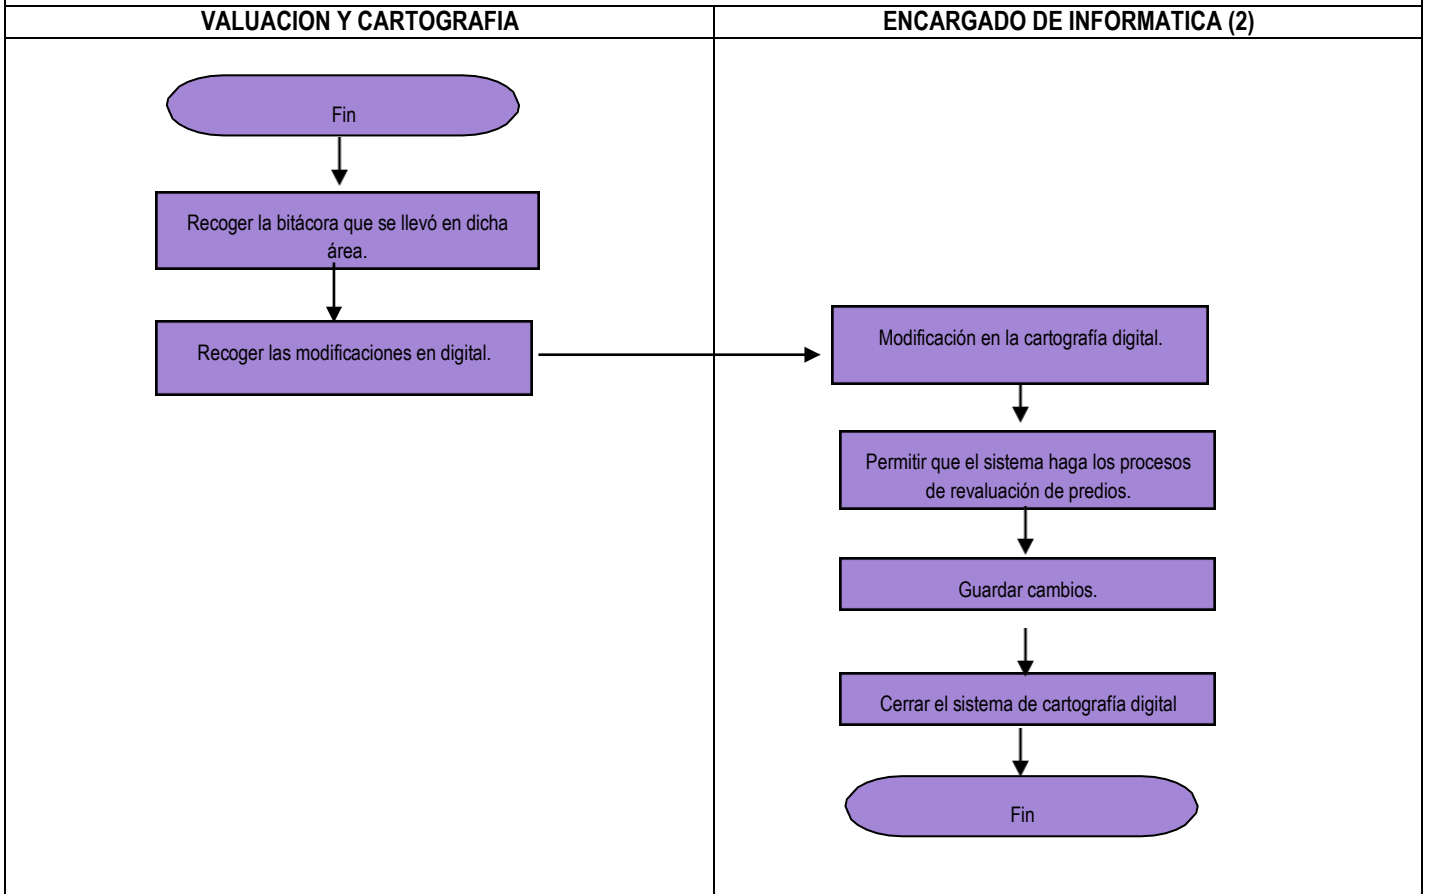 VALUACION Y CARTOGRAFIA
ENCARGADO DE INFORMATICA (2)
Fin
Recoger la bitácora que se llevó en dicha
área.
Recoger las modificaciones en digital.
Modificación en la cartografía digital.
Permitir que el sistema haga los procesos
de revaluación de predios.
Guardar cambios.
Cerrar el sistema de cartografía digital
Fin